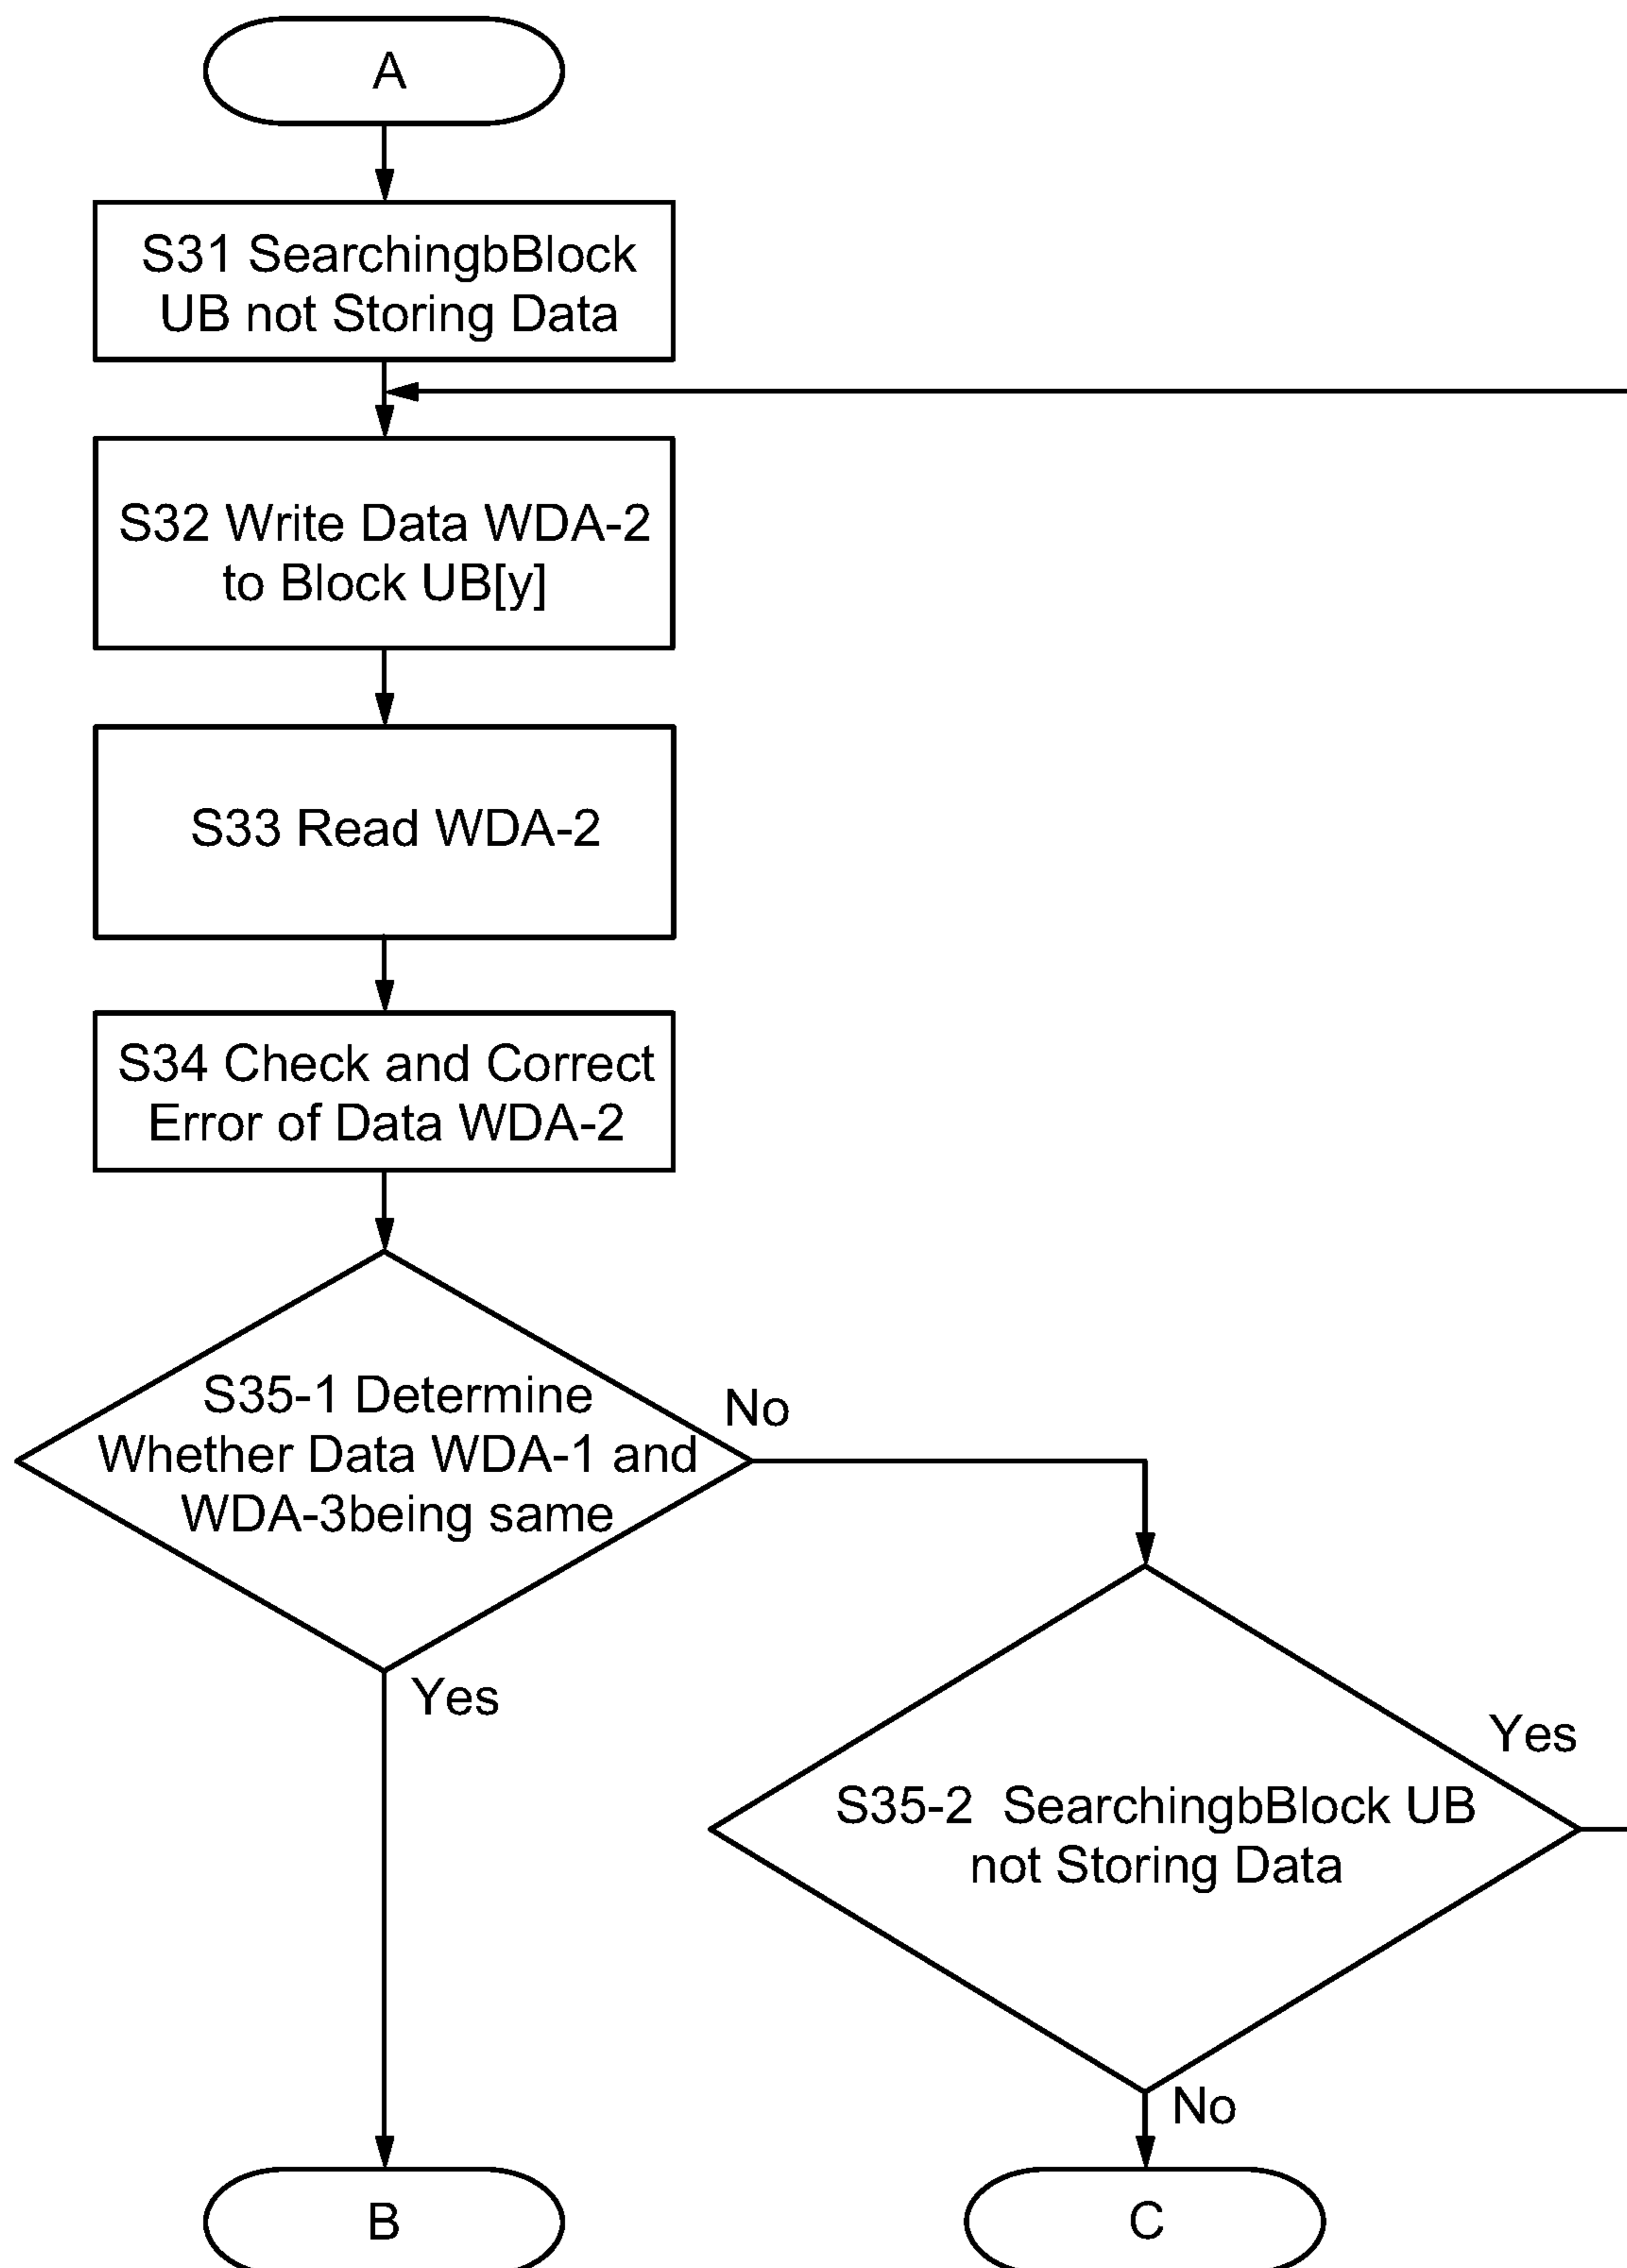 A
S31 SearchingbBlock
UB not Storing Data
S32 Write Data WDA-2
to Block UB[y]
S33 Read WDA-2
S34 Check and Correct
Error of Data WDA-2
S35-1 Determine
Whether Data WDA-1 and
WDA-3being same
No
Yes
S35-2 SearchingbBlock UB
not Storing Data
Yes
No
B
C